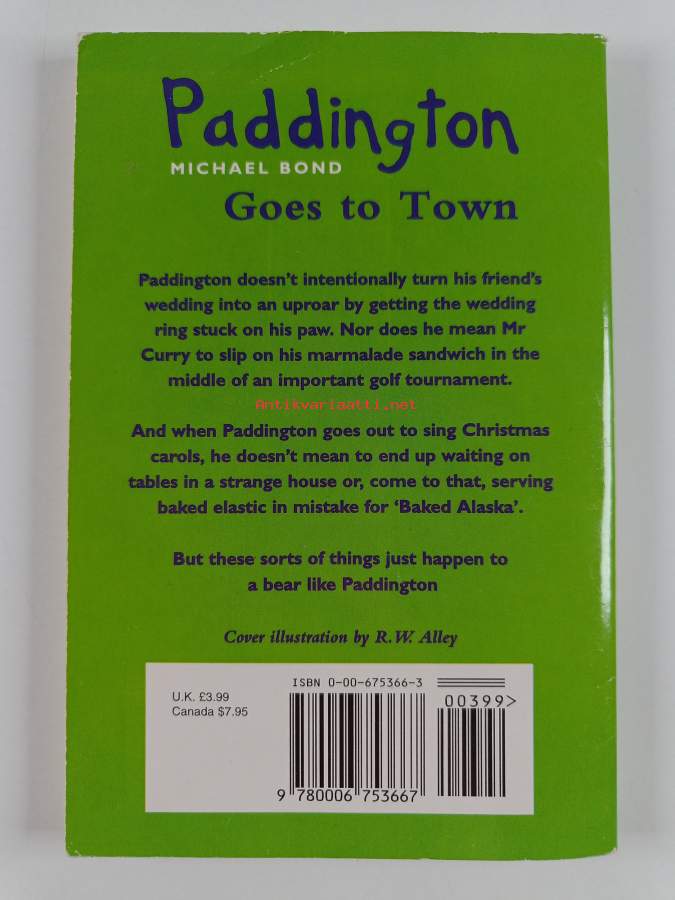 Paddington
MICHAEL BOND
Goes to Town
Paddington doesn't intentionally turn his friend's
wedding into an uproar by getting the wedding
ring stuck on his paw. Nor does he mean Mr
Curry to slip on his marmalade sandwich in the
middle of an important golf tournament.
Antikvariaatti.net
And when Paddington goes out to sing Christmas
carols, he doesn't mean to end up waiting on
tables in a strange house or, come to that, serving
baked elastic in mistake for ‘Baked Alaska’.
But these sorts of things just happen to
a bear like Paddington
Cover illustration by R.W. Alley
U.K. £3.99
Canada $7.95
ISBN 0-00-675366-3
00399>
9 780006 753667